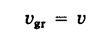 v_gr = v